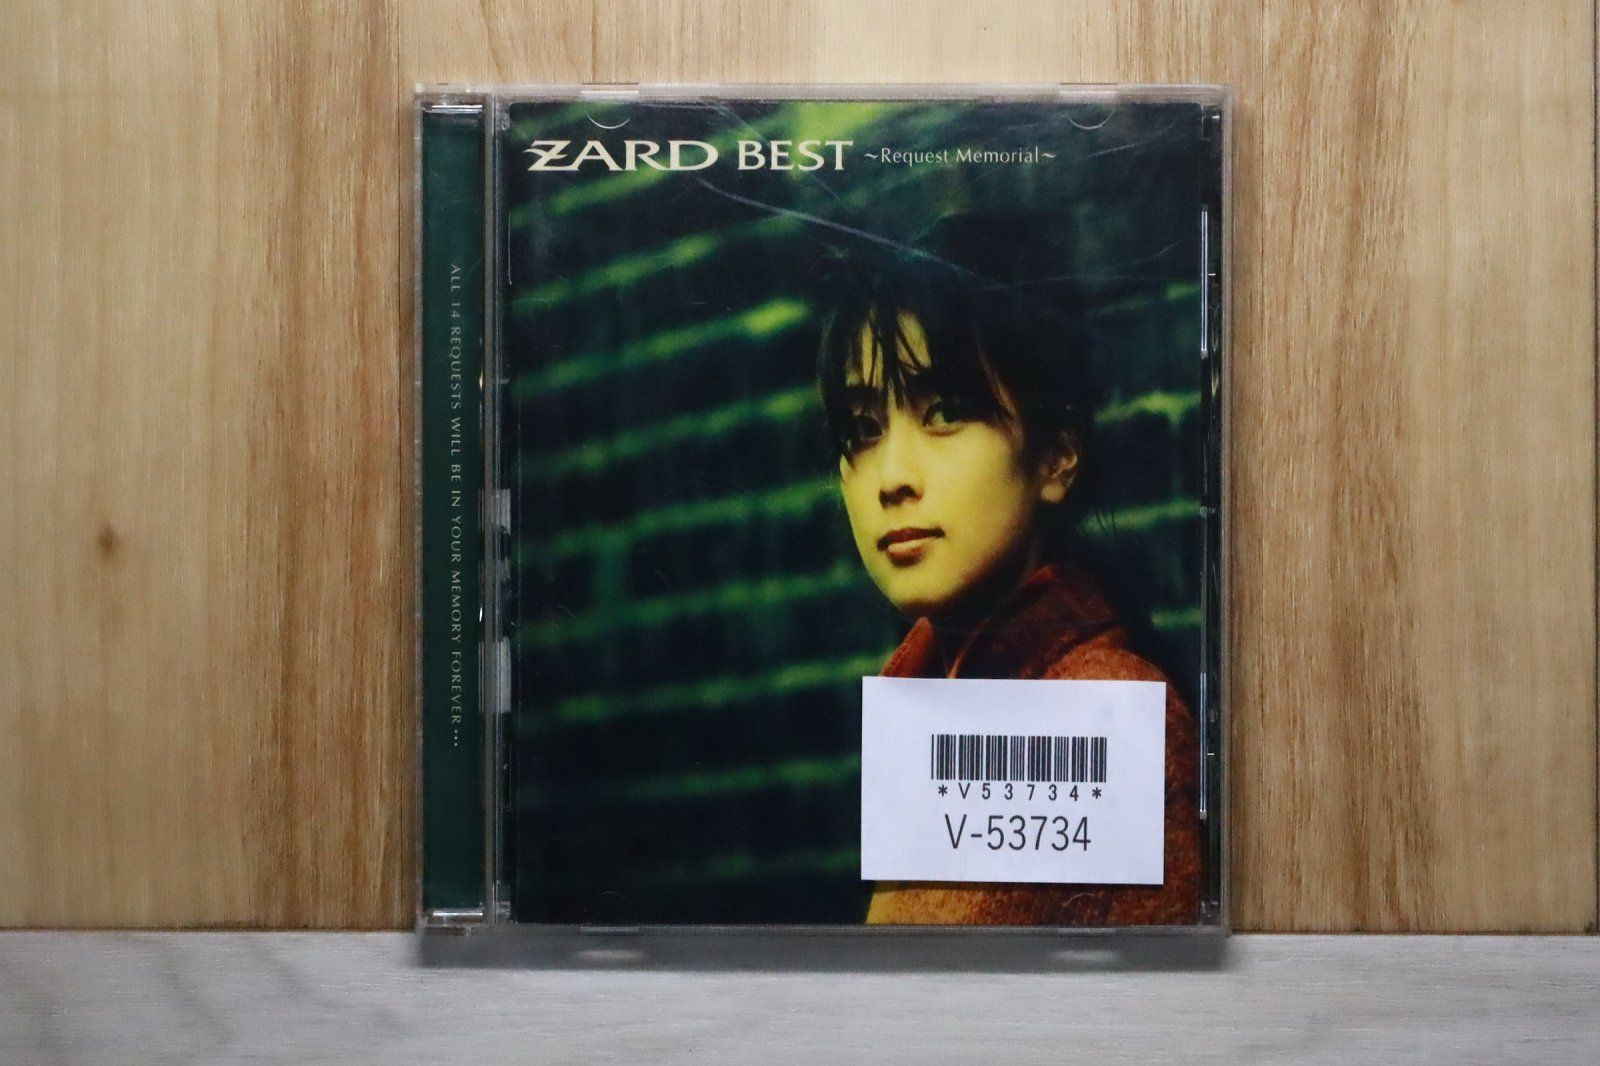 ZARD BEST ~Request Memorial~
ALL 14 REQUESTS WILL BE IN YOUR MEMORY FOREVER…
*V53734*
V-53734